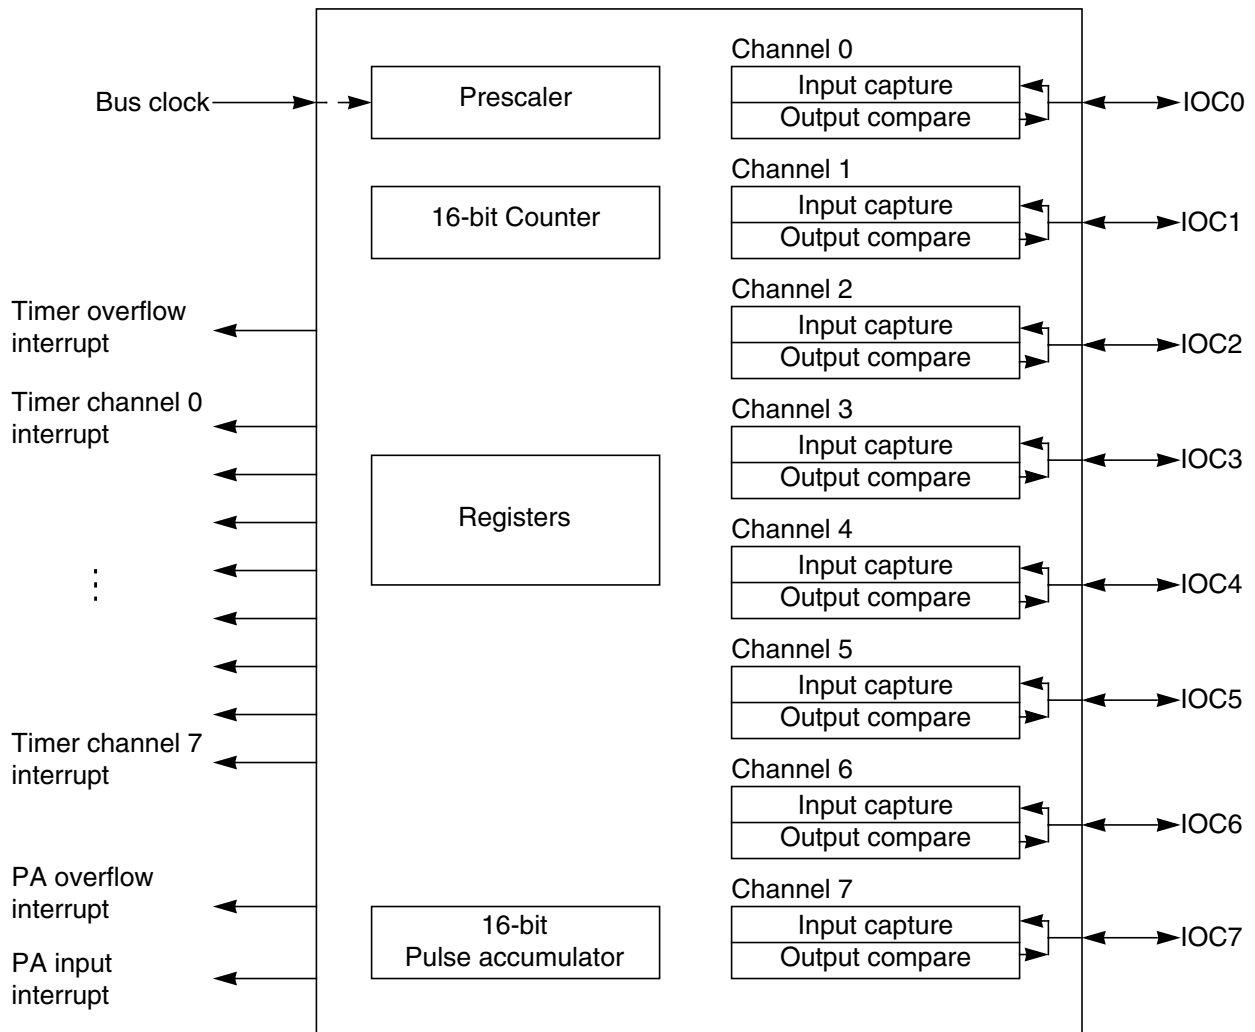 Channel 0
Bus clock
Prescaler
Input capture
Output compare
IOC0
Channel 1
16-bit Counter
Input capture
Output compare
IOC1
Timer overflow
interrupt
Channel 2
Input capture
Output compare
IOC2
Timer channel 0
interrupt
Channel 3
Input capture
Output compare
IOC3
Registers
Channel 4
Input capture
Output compare
IOC4
Channel 5
Input capture
Output compare
IOC5
Timer channel 7
interrupt
Channel 6
Input capture
Output compare
IOC6
PA overflow
interrupt
16-bit
Pulse accumulator
Channel 7
Input capture
Output compare
IOC7
PA input
interrupt